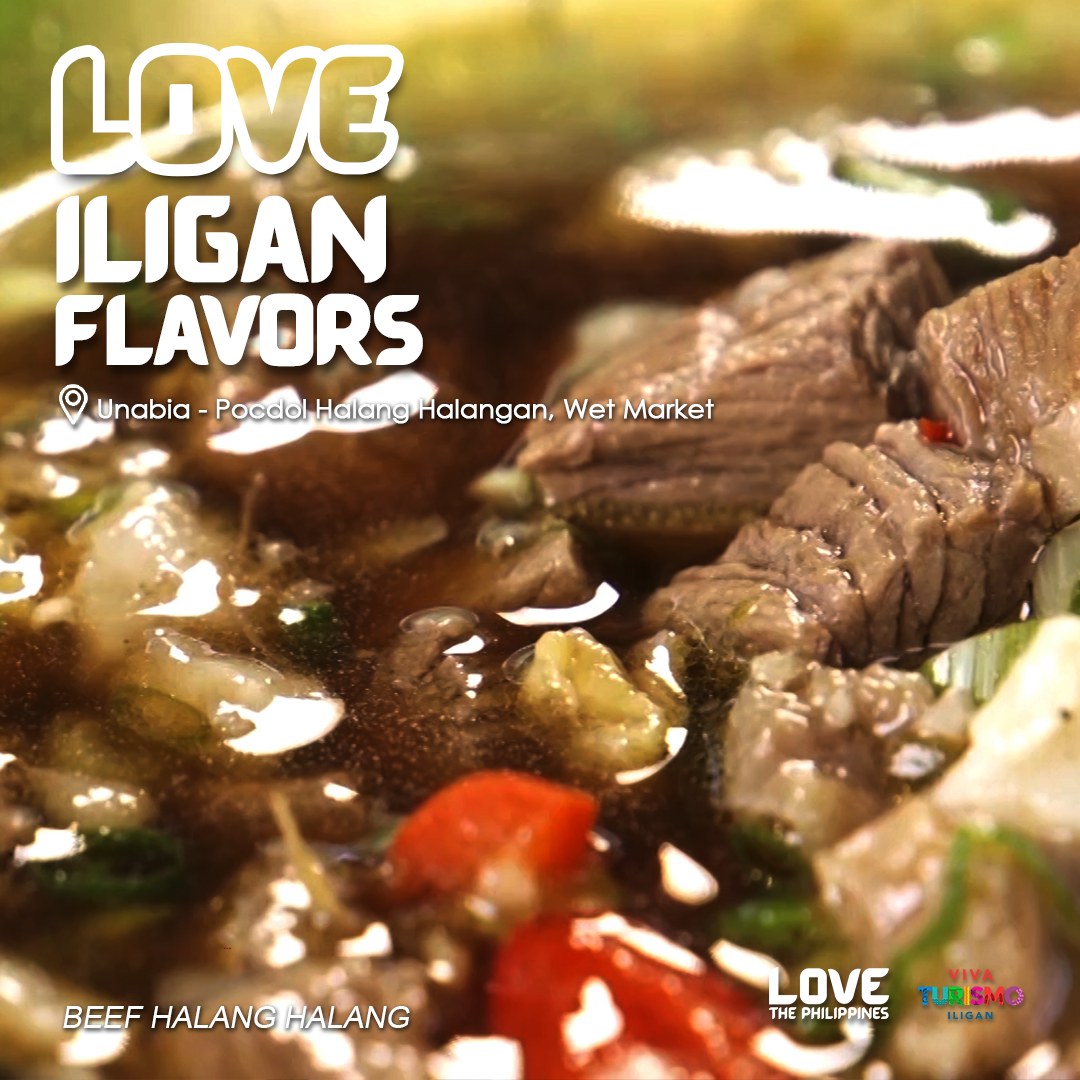 LOVE
ILIGAN
FLAVORS
Unabia - Pocdol Halang Halangan, Wet Market
BEEF HALANG HALANG
LOVE
THE PHILIPPINES
VIVA
TURISMO
ILIGAN